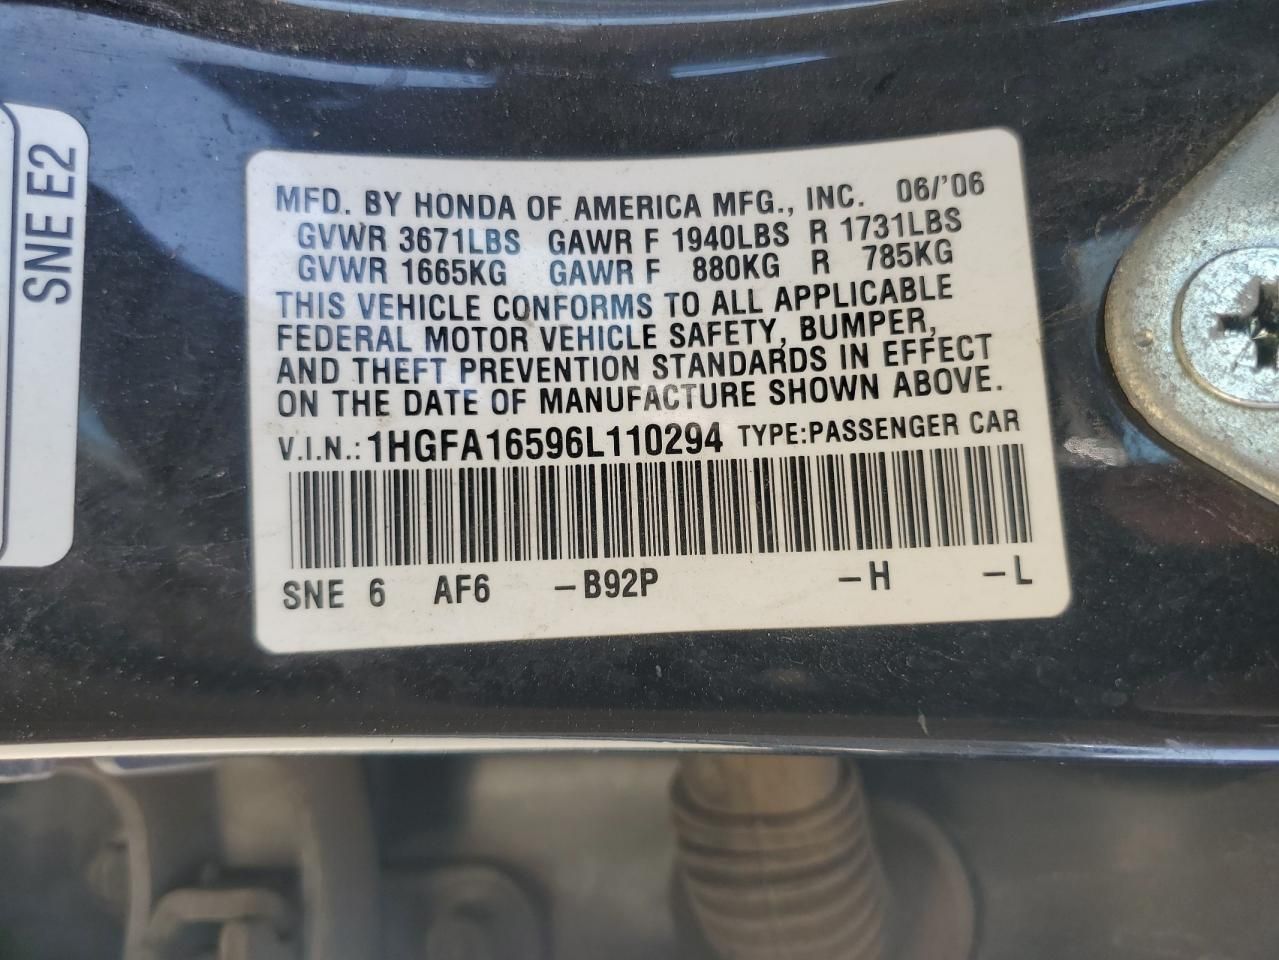 SNE E2
MFD. BY HONDA OF AMERICA MFG., INC. 06/'06
GVWR 3671LBS GAWR F 1940LBS R 1731LBS
GVWR 1665KG GAWR F 880KG R 785KG
THIS VEHICLE CONFORMS TO ALL APPLICABLE
FEDERAL MOTOR VEHICLE SAFETY, BUMPER,
AND THEFT PREVENTION STANDARDS IN EFFECT
ON THE DATE OF MANUFACTURE SHOWN ABOVE.
V.I.N.: 1HGFA16596L110294 TYPE:PASSENGER CAR
SNE 6 AF6 –B92P –H –L